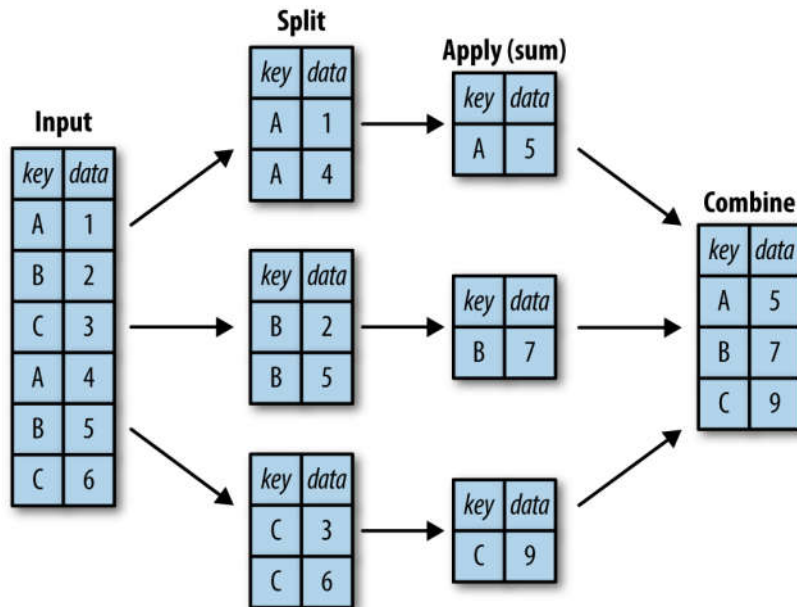 Input
key data
A 1
B 2
C 3
A 4
B 5
C 6
Split
key data
A 1
A 4
key data
B 2
B 5
key data
C 3
C 6
Apply (sum)
key data
A 5
key data
B 7
key data
C 9
Combine
key data
A 5
B 7
C 9